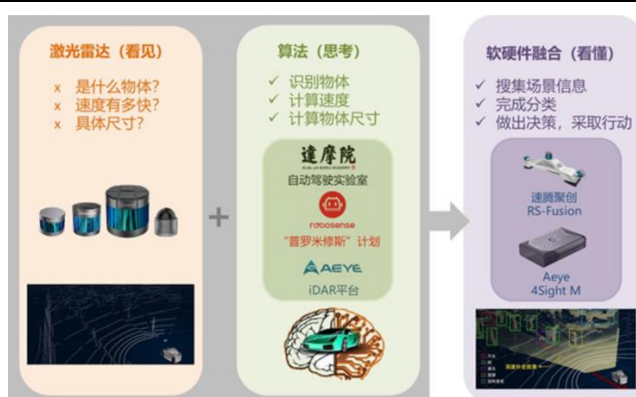 激光雷达（看见）
x 是什么物体？
x 速度有多快？
x 具体尺寸？
+
算法（思考）
✓ 识别物体
✓ 计算速度
✓ 计算物体尺寸
達摩院
自动驾驶实验室
robosense
“普罗米修斯”计划
AEYE
iDAR平台
软硬件融合（看懂）
✓ 搜集场景信息
✓ 完成分类
✓ 做出决策，采取行动
速腾聚创
RS-Fusion
Aeye
4Sight M